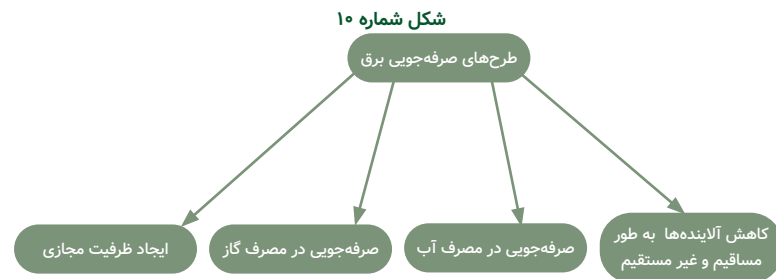 شکل شماره ۱۰
طرح‌های صرفه‌جویی برق
کاهش آلاینده‌ها به طور
مساقیم و غیر مستقیم
صرفه‌جویی در مصرف آب
صرفه‌جویی در مصرف گاز
ایجاد ظرفیت مجازی